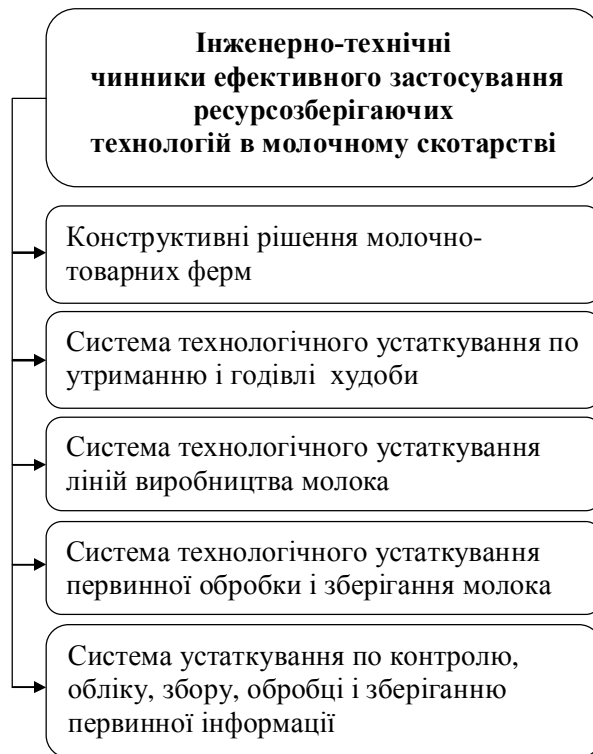 Інженерно-технічні
чинники ефективного застосування
ресурсозберігаючих
технологій в молочному скотарстві
Конструктивні рішення молочно-
товарних ферм
Система технологічного устаткування по
утриманню і годівлі худоби
Система технологічного устаткування
ліній виробництва молока
Система технологічного устаткування
первинної обробки і зберігання молока
Система устаткування по контролю,
обліку, збору, обробці і зберіганню
первинної інформації